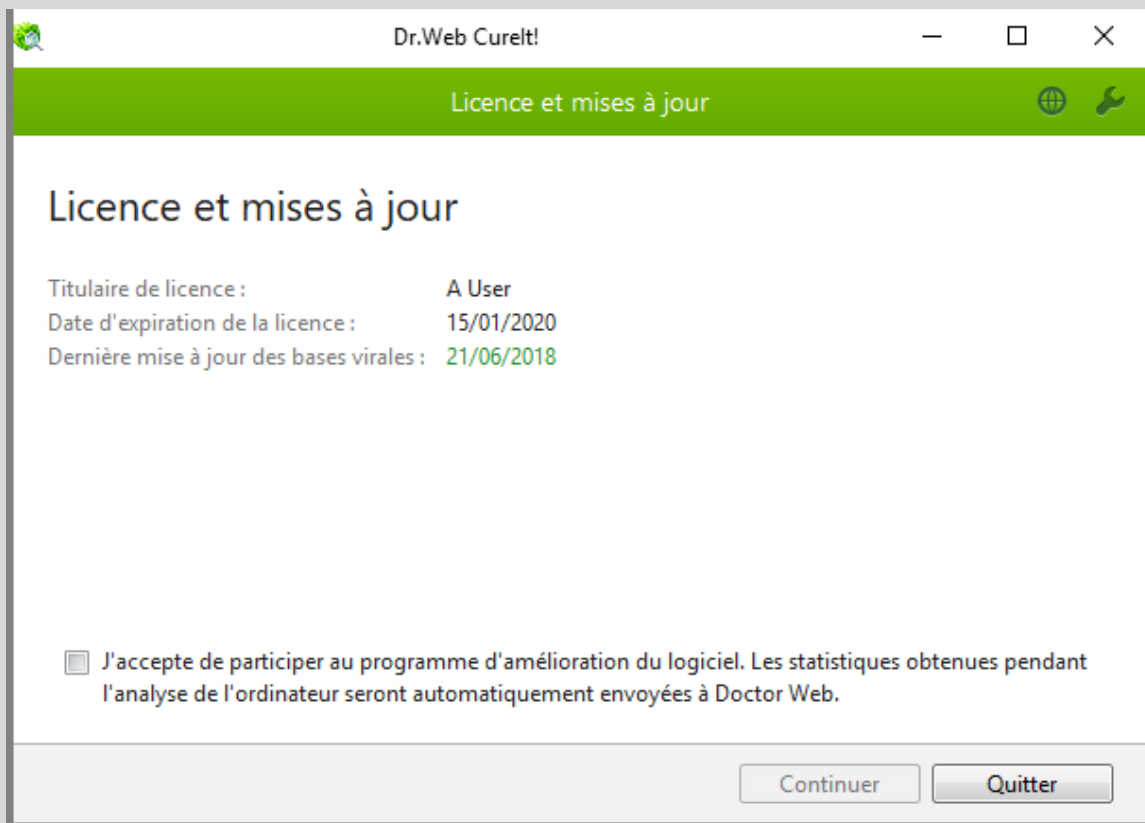 Dr.Web CureIt!
Licence et mises à jour
Licence et mises à jour
Titulaire de licence : A User
Date d'expiration de la licence : 15/01/2020
Dernière mise à jour des bases virales : 21/06/2018
J'accepte de participer au programme d'amélioration du logiciel. Les statistiques obtenues pendant
l'analyse de l'ordinateur seront automatiquement envoyées à Doctor Web.
Continuer Quitter